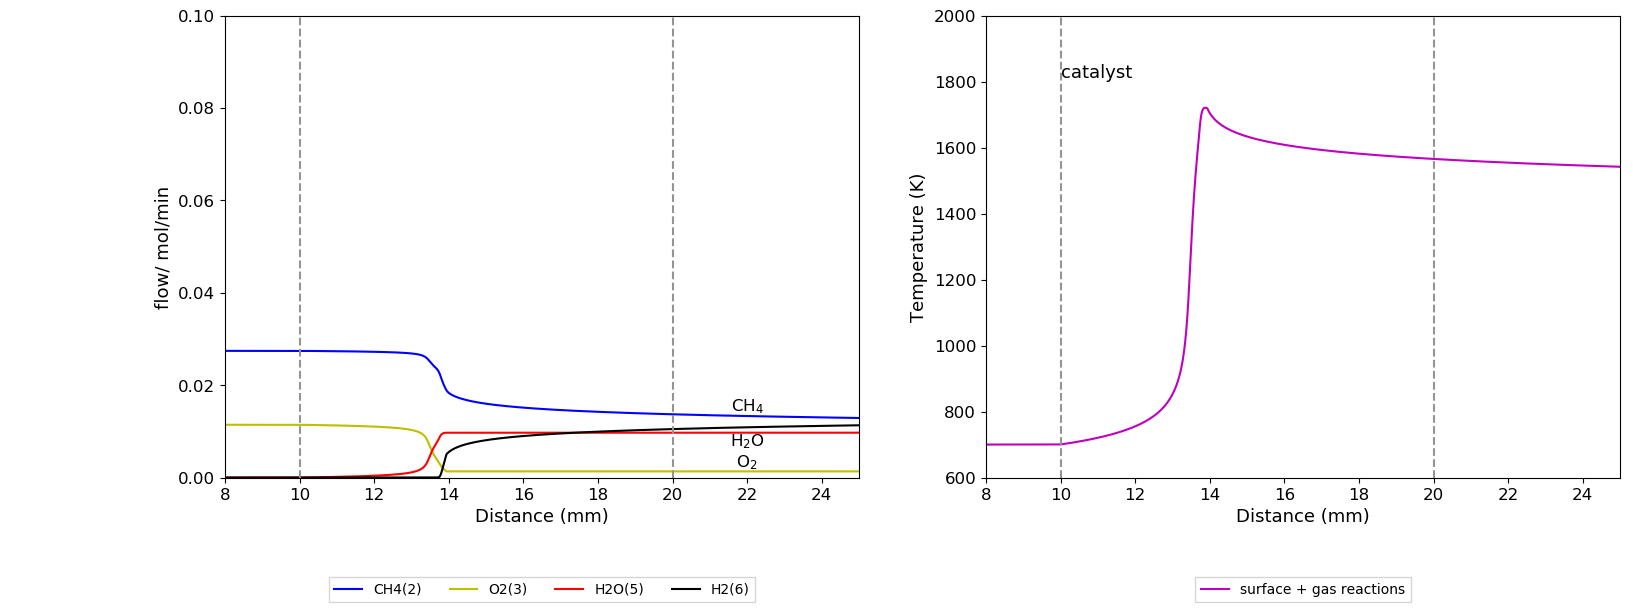 0.10
0.08
0.06
0.04
0.02
0.00
flow/ mol/min
8 10 12 14 16 18 20 22 24
Distance (mm)
CH₄
H₂O
O₂
CH4(2) O2(3) H2O(5) H2(6)
2000
1800
1600
1400
1200
1000
800
600
Temperature (K)
catalyst
8 10 12 14 16 18 20 22 24
Distance (mm)
surface + gas reactions